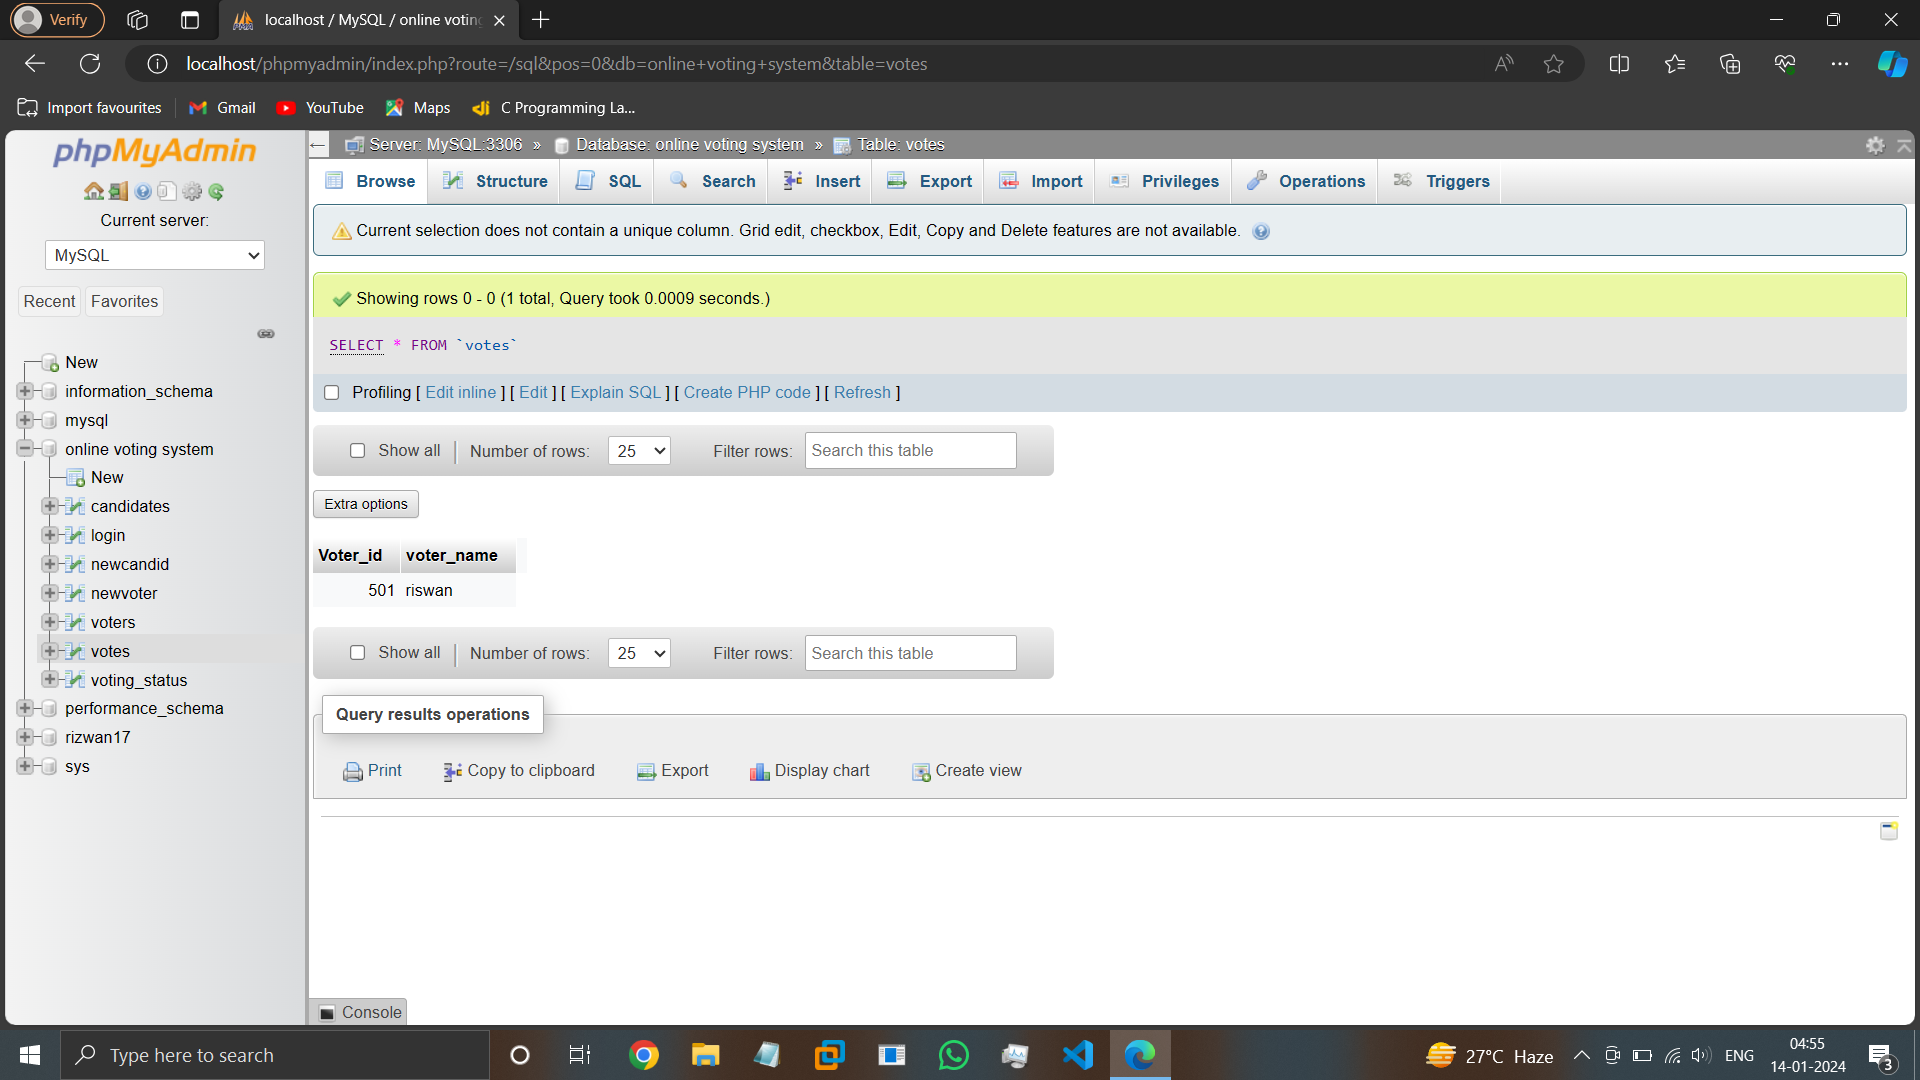 Verify
localhost / MySQL / online voting
localhost/phpmyadmin/index.php?route=/sql&pos=0&db=online+voting+system&table=votes
Import favourites
Gmail
YouTube
Maps
C Programming La...
phpMyAdmin
Current server:
MySQL
Recent
Favorites
New
information_schema
mysql
online voting system
New
candidates
login
newcandid
newvoter
voters
votes
voting_status
performance_schema
rizwan17
sys
Server: MySQL:3306 » Database: online voting system » Table: votes
Browse
Structure
SQL
Search
Insert
Export
Import
Privileges
Operations
Triggers
Current selection does not contain a unique column. Grid edit, checkbox, Edit, Copy and Delete features are not available.
Showing rows 0 - 0 (1 total, Query took 0.0009 seconds.)
SELECT * FROM `votes`
Profiling [ Edit inline ] [ Edit ] [ Explain SQL ] [ Create PHP code ] [ Refresh ]
Show all
Number of rows: 25
Filter rows: Search this table
Extra options
Voter_id voter_name
501 riswan
Show all
Number of rows: 25
Filter rows: Search this table
Query results operations
Print
Copy to clipboard
Export
Display chart
Create view
Console
Type here to search
27°C Haze
ENG
04:55
14-01-2024
3